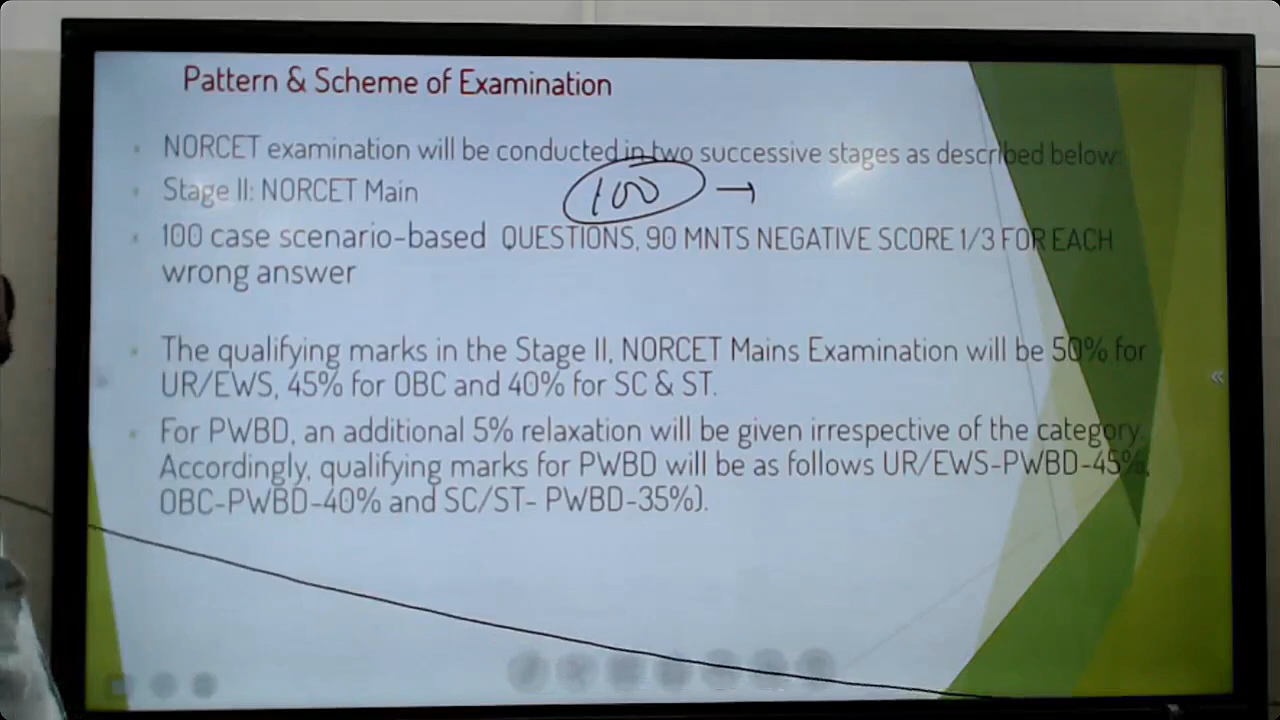 Pattern & Scheme of Examination
NORCET examination will be conducted in two successive stages as described below:
Stage II: NORCET Main
100 →
100 case scenario-based QUESTIONS, 90 MNTS NEGATIVE SCORE 1/3 FOR EACH
wrong answer
The qualifying marks in the Stage II, NORCET Mains Examination will be 50% for
UR/EWS, 45% for OBC and 40% for SC & ST.
For PWBD, an additional 5% relaxation will be given irrespective of the category.
Accordingly, qualifying marks for PWBD will be as follows UR/EWS-PWBD-45%,
OBC-PWBD-40% and SC/ST- PWBD-35%).